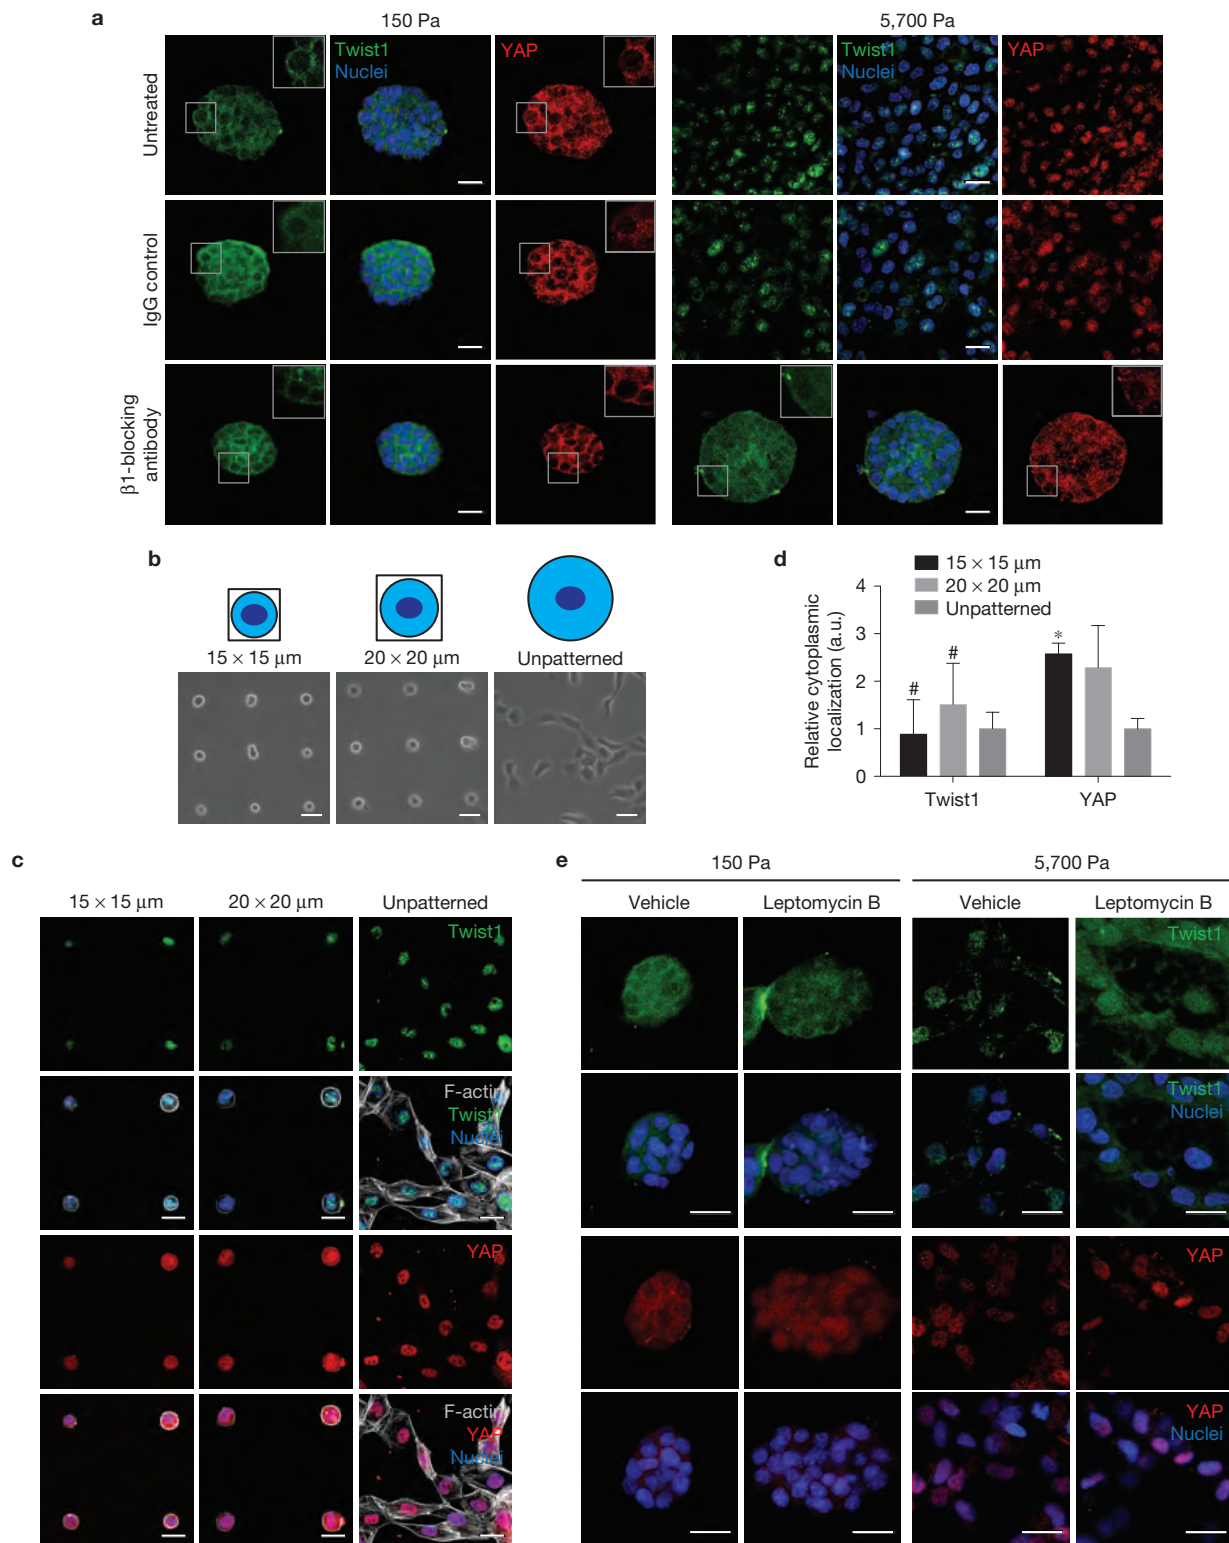 a
150 Pa
5,700 Pa
Untreated
Twist1
Nuclei
YAP
Twist1
Nuclei
YAP
IgG control
β1-blocking
antibody
b
15 × 15 μm
20 × 20 μm
Unpatterned
d
15 × 15 μm
20 × 20 μm
Unpatterned
Relative cytoplasmic
localization (a.u.)
4
3
2
1
0
#
#
*
Twist1
YAP
c
15 × 15 μm
20 × 20 μm
Unpatterned
Twist1
F-actin
Twist1
Nuclei
YAP
F-actin
YAP
Nuclei
e
150 Pa
5,700 Pa
Vehicle
Leptomycin B
Vehicle
Leptomycin B
Twist1
Twist1
Nuclei
YAP
YAP
Nuclei